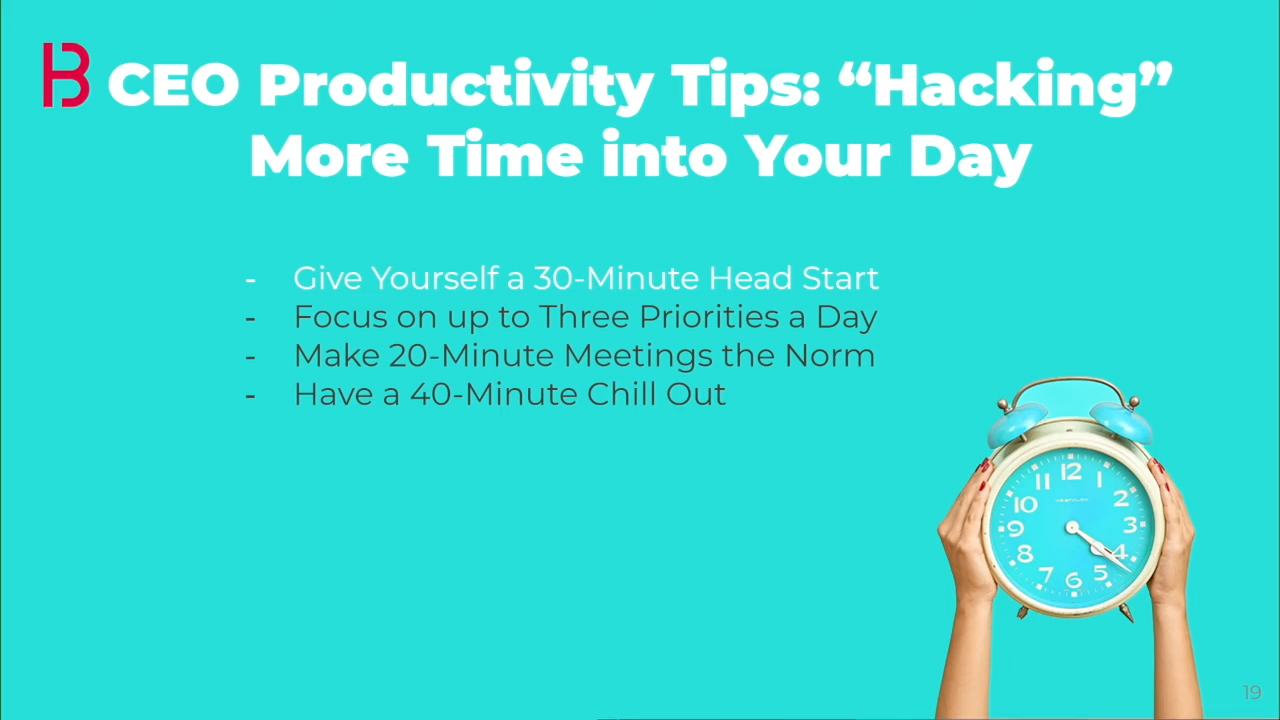 B CEO Productivity Tips: “Hacking”
More Time into Your Day
- Give Yourself a 30-Minute Head Start
- Focus on up to Three Priorities a Day
- Make 20-Minute Meetings the Norm
- Have a 40-Minute Chill Out
12
11 1
10 2
9 3
8 4
7 5
6
19